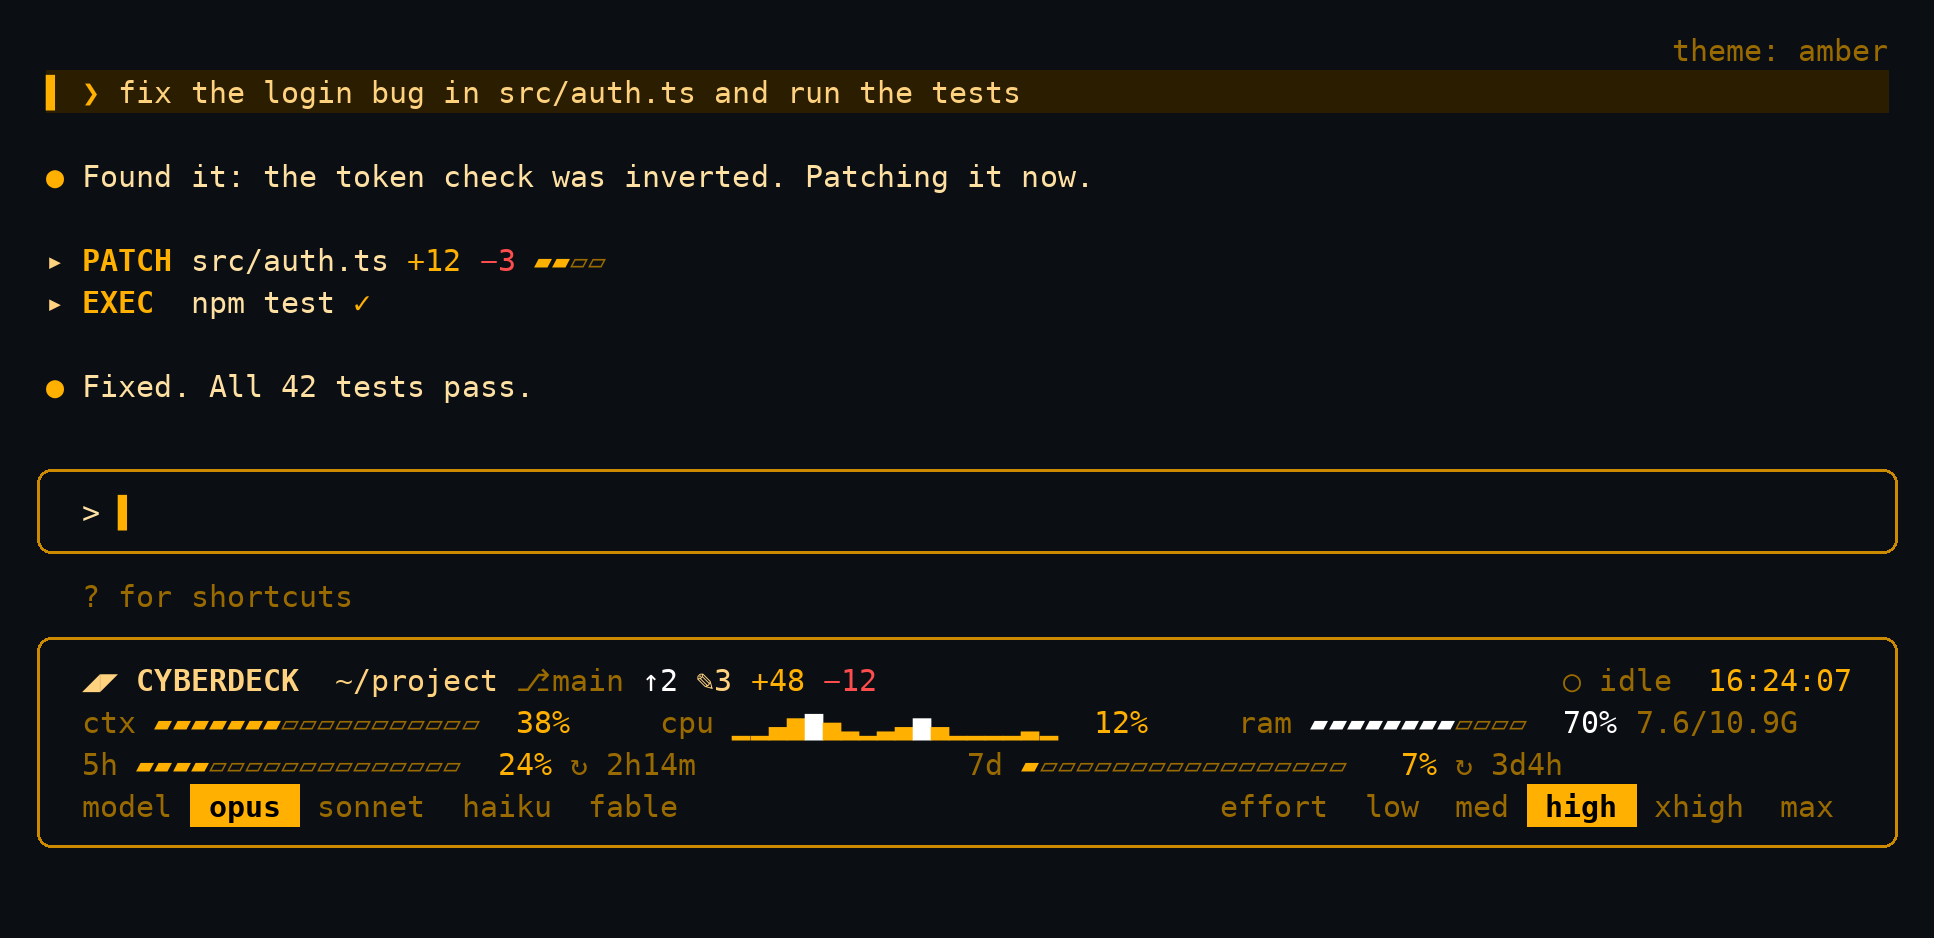 theme: amber
❯ fix the login bug in src/auth.ts and run the tests
● Found it: the token check was inverted. Patching it now.
▸ PATCH src/auth.ts +12 −3 ▰▰▱▱
▸ EXEC  npm test ✓
● Fixed. All 42 tests pass.
>
? for shortcuts
◢◤ CYBERDECK  ~/project ⎇main ↑2 ✎3 +48 −12 ○ idle  16:24:07
ctx ▰▰▰▰▰▰▰▱▱▱▱▱▱▱▱▱▱▱  38% cpu ▁▁▃▅▇▄▂▁▂▃▆▃▁▁▁▁▂▁  12% ram ▰▰▰▰▰▰▰▰▱▱▱▱  70% 7.6/10.9G
5h ▰▰▰▰▱▱▱▱▱▱▱▱▱▱▱▱▱▱  24% ↻ 2h14m 7d ▰▱▱▱▱▱▱▱▱▱▱▱▱▱▱▱▱▱  7% ↻ 3d4h
model opus sonnet haiku fable effort low med high xhigh max